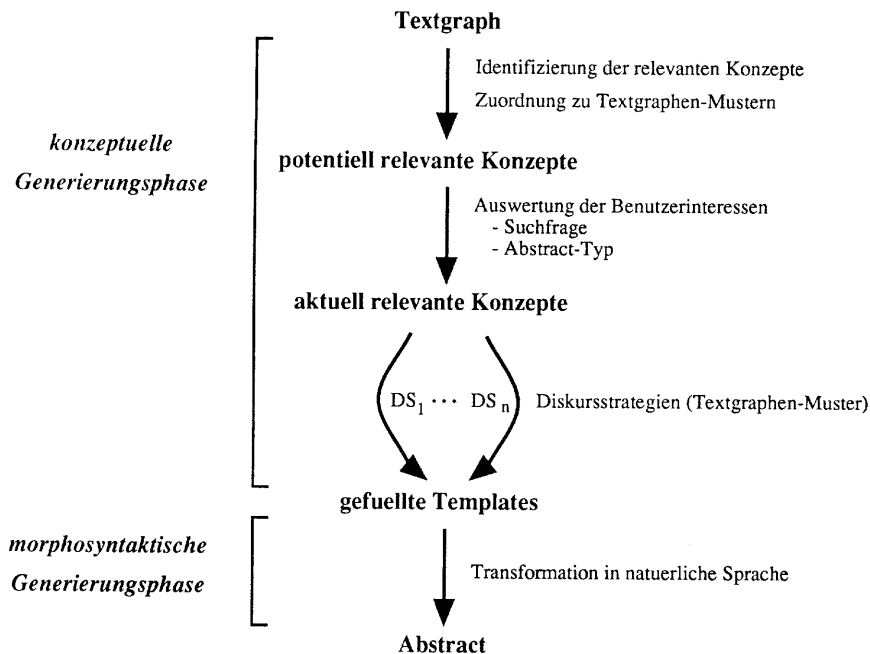 Textgraph
Identifizierung der relevanten Konzepte
Zuordnung zu Textgraphen-Mustern
konzeptuelle
Generierungsphase
potentiell relevante Konzepte
Auswertung der Benutzerinteressen
- Suchfrage
- Abstract-Typ
aktuell relevante Konzepte
DS1 ··· DSn Diskursstrategien (Textgraphen-Muster)
gefuellte Templates
morphosyntaktische
Generierungsphase
Transformation in natuerliche Sprache
Abstract